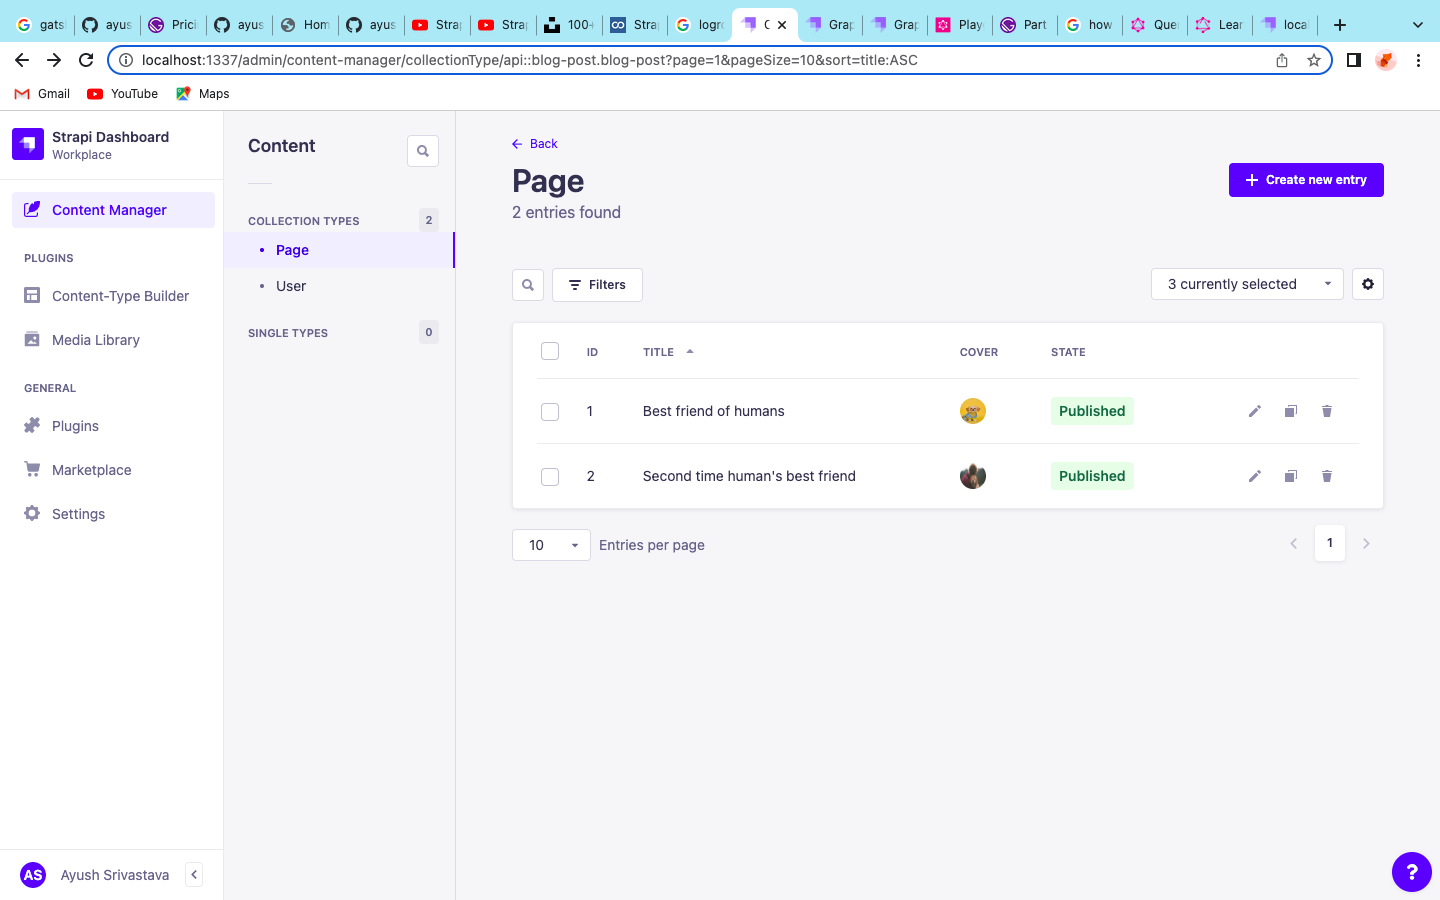 gats
ayus
Prici
ayus
Hom
ayus
Strap
Strap
100+
Strap
logro
C
Grap
Grap
Play
Part
how
Que
Lear
loca
localhost:1337/admin/content-manager/collectionType/api::blog-post.blog-post?page=1&pageSize=10&sort=title:ASC
Gmail
YouTube
Maps
Strapi Dashboard
Workplace
Content Manager
PLUGINS
Content-Type Builder
Media Library
GENERAL
Plugins
Marketplace
Settings
AS
Ayush Srivastava
Content
COLLECTION TYPES 2
Page
User
SINGLE TYPES 0
Back
Page
2 entries found
Create new entry
Filters
3 currently selected
ID TITLE COVER STATE
1 Best friend of humans Published
2 Second time human's best friend Published
10 Entries per page
1
?